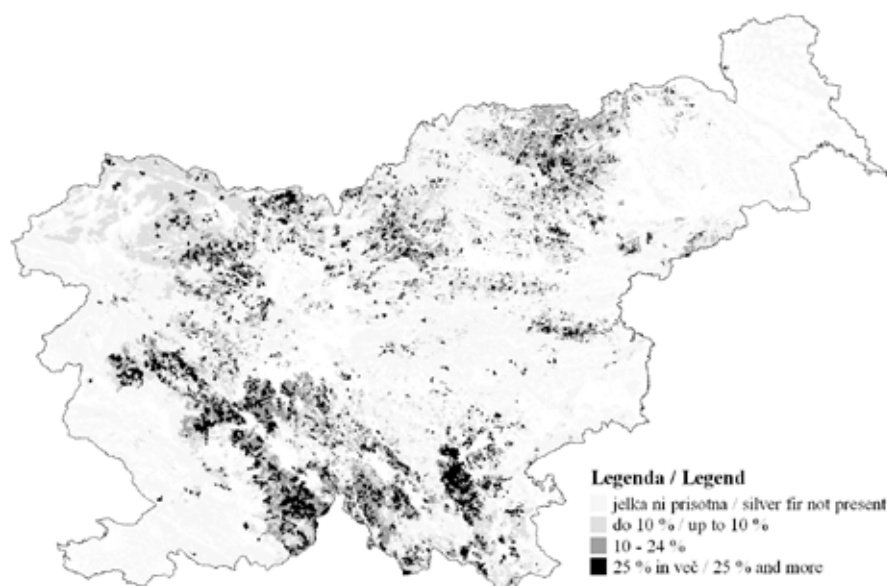 Legenda / Legend
jelka ni prisotna / silver fir not present
do 10 % / up to 10 %
10 - 24 %
25 % in več / 25 % and more